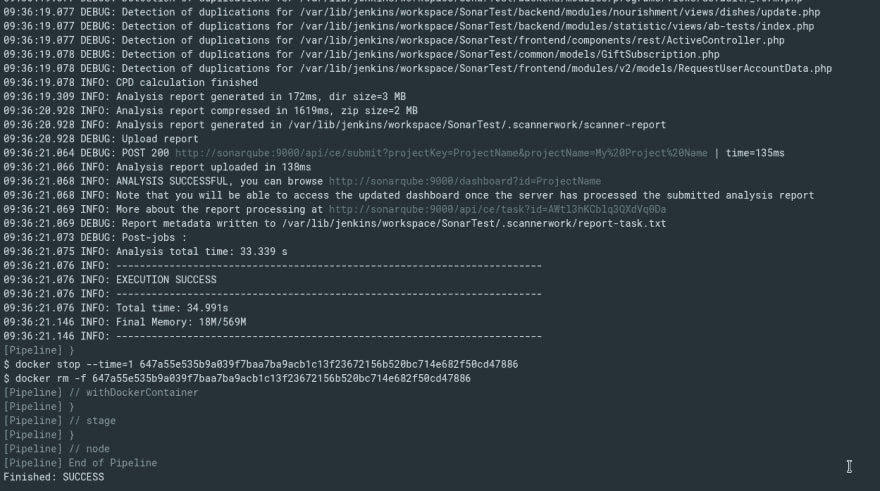 09:36:19.077 DEBUG: Detection of duplications for /var/lib/jenkins/workspace/SonarTest/backend/modules/nourishment/views/dishes/update.php
09:36:19.077 DEBUG: Detection of duplications for /var/lib/jenkins/workspace/SonarTest/backend/modules/statistic/views/ab-tests/index.php
09:36:19.077 DEBUG: Detection of duplications for /var/lib/jenkins/workspace/SonarTest/frontend/components/rest/ActiveController.php
09:36:19.078 DEBUG: Detection of duplications for /var/lib/jenkins/workspace/SonarTest/common/models/GiftSubscription.php
09:36:19.078 DEBUG: Detection of duplications for /var/lib/jenkins/workspace/SonarTest/frontend/modules/v2/models/RequestUserAccountData.php
09:36:19.078 INFO: CPD calculation finished
09:36:19.309 INFO: Analysis report generated in 172ms, dir size=3 MB
09:36:20.928 INFO: Analysis report compressed in 1619ms, zip size=2 MB
09:36:20.928 INFO: Analysis report generated in /var/lib/jenkins/workspace/SonarTest/.scannerwork/scanner-report
09:36:20.928 DEBUG: Upload report
09:36:21.064 DEBUG: POST 200 http://sonarqube:9000/api/ce/submit?projectKey=ProjectName&projectName=My%20Project%20Name | time=135ms
09:36:21.066 INFO: Analysis report uploaded in 138ms
09:36:21.068 INFO: ANALYSIS SUCCESSFUL, you can browse http://sonarqube:9000/dashboard?id=ProjectName
09:36:21.068 INFO: Note that you will be able to access the updated dashboard once the server has processed the submitted analysis report
09:36:21.069 INFO: More about the report processing at http://sonarqube:9000/api/ce/task?id=AWtl3hKCblq3QXdVq0Da
09:36:21.069 DEBUG: Report metadata written to /var/lib/jenkins/workspace/SonarTest/.scannerwork/report-task.txt
09:36:21.073 DEBUG: Post-jobs :
09:36:21.075 INFO: Analysis total time: 33.339 s
09:36:21.076 INFO: ------------------------------------------------------------------------
09:36:21.076 INFO: EXECUTION SUCCESS
09:36:21.076 INFO: ------------------------------------------------------------------------
09:36:21.076 INFO: Total time: 34.991s
09:36:21.146 INFO: Final Memory: 18M/569M
09:36:21.146 INFO: ------------------------------------------------------------------------
[Pipeline] }
$ docker stop --time=1 647a55e535b9a039f7baa7ba9acb1c13f23672156b520bc714e682f50cd47886
$ docker rm -f 647a55e535b9a039f7baa7ba9acb1c13f23672156b520bc714e682f50cd47886
[Pipeline] // withDockerContainer
[Pipeline] }
[Pipeline] // stage
[Pipeline] }
[Pipeline] // node
[Pipeline] End of Pipeline
Finished: SUCCESS